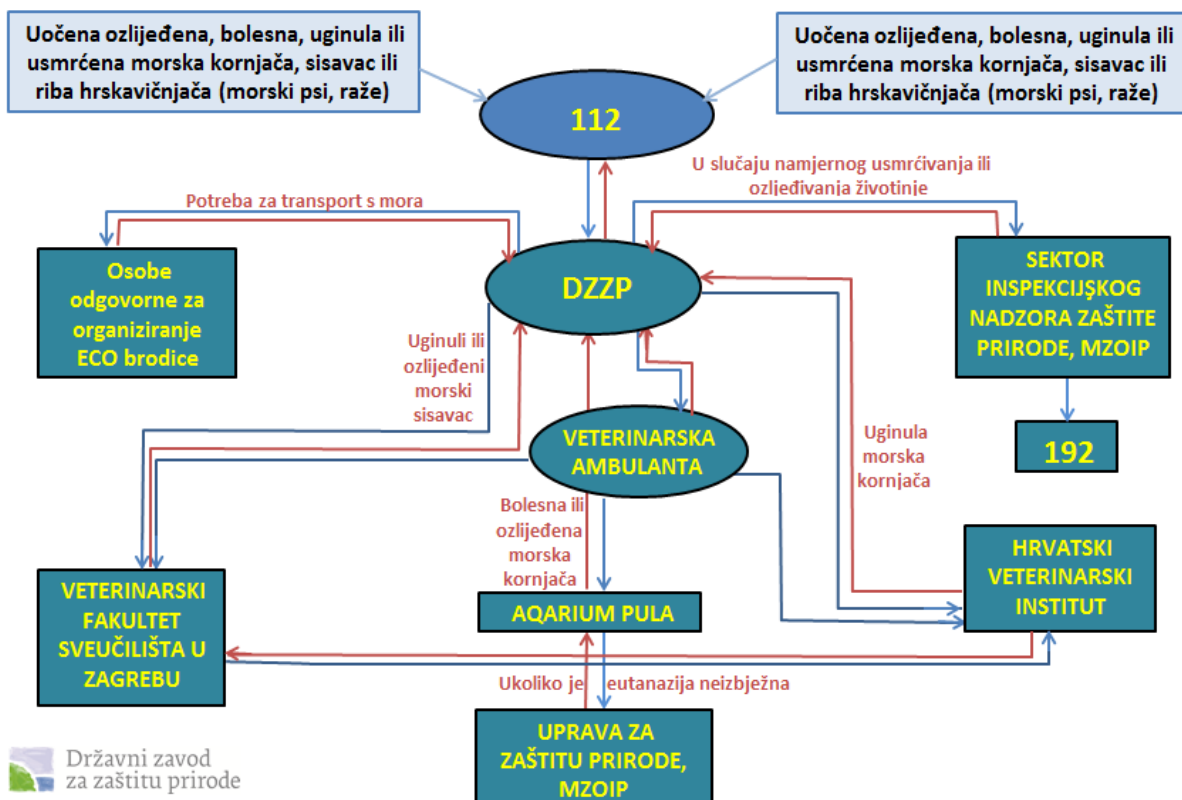 Uočena ozlijeđena, bolesna, uginula ili
usmrćena morska kornjača, sisavac ili
riba hrskavičnjača (morski psi, raže)
Uočena ozlijeđena, bolesna, uginula ili
usmrćena morska kornjača, sisavac ili
riba hrskavičnjača (morski psi, raže)
112
U slučaju namjernog usmrćivanja ili
ozljeđivanja životinje
Potreba za transport s mora
Osobe
odgovorne za
organiziranje
ECO brodice
DZZP
SEKTOR
INSPEKCIJSKOG
NADZORA ZAŠTITE
PRIRODE, MZOIP
Uginuli ili
ozlijeđeni
morski
sisavac
VETERINARSKA
AMBULANTA
Uginula
morska
kornjača
192
Bolesna ili
ozlijeđena
morska
kornjača
VETERINARSKI
FAKULTET
SVEUČILIŠTA U
ZAGREBU
AQARIUM PULA
HRVATSKI
VETERINARSKI
INSTITUT
Ukoliko je eutanazija neizbježna
UPRAVA ZA
ZAŠTITU PRIRODE,
MZOIP
Državni zavod
za zaštitu prirode